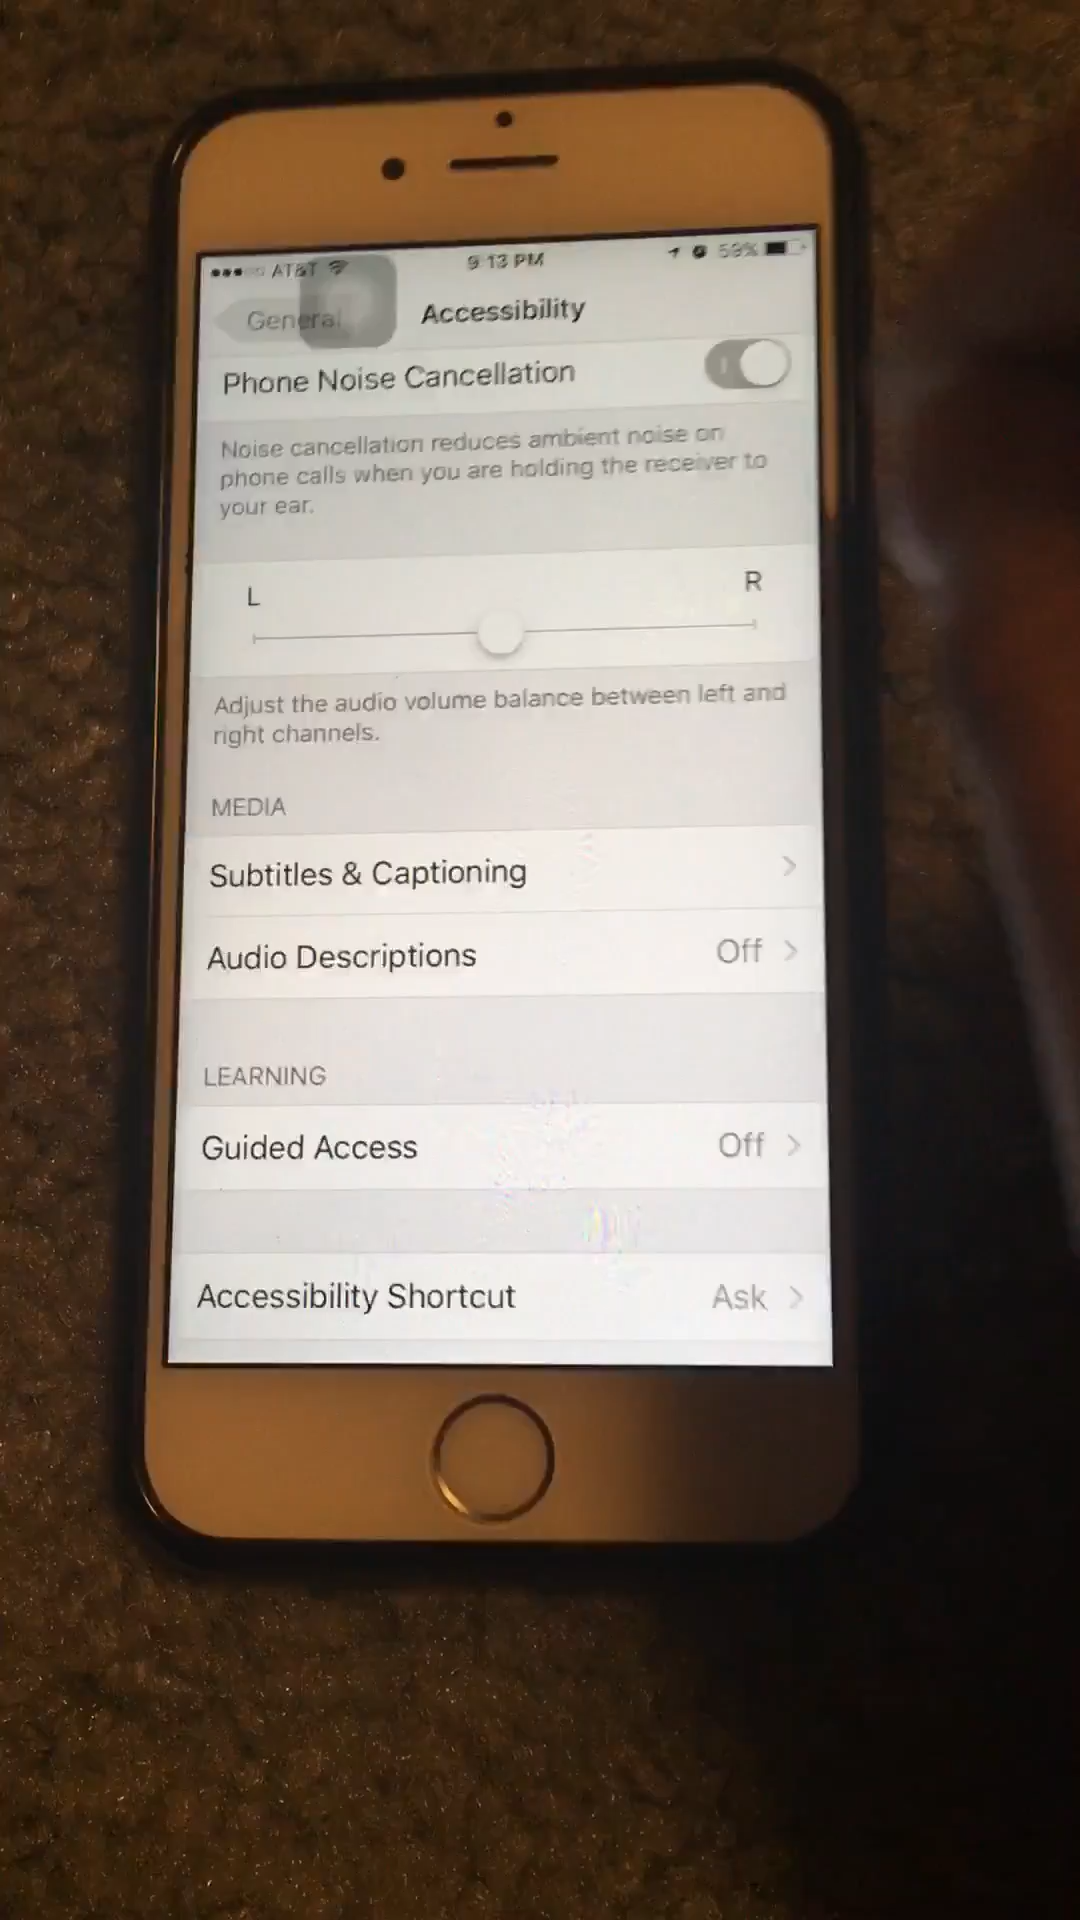 AT&T 9:13 PM 59%
General Accessibility
Phone Noise Cancellation
Noise cancellation reduces ambient noise on
phone calls when you are holding the receiver to
your ear.
L R
Adjust the audio volume balance between left and
right channels.
MEDIA
Subtitles & Captioning
Audio Descriptions Off
LEARNING
Guided Access Off
Accessibility Shortcut Ask